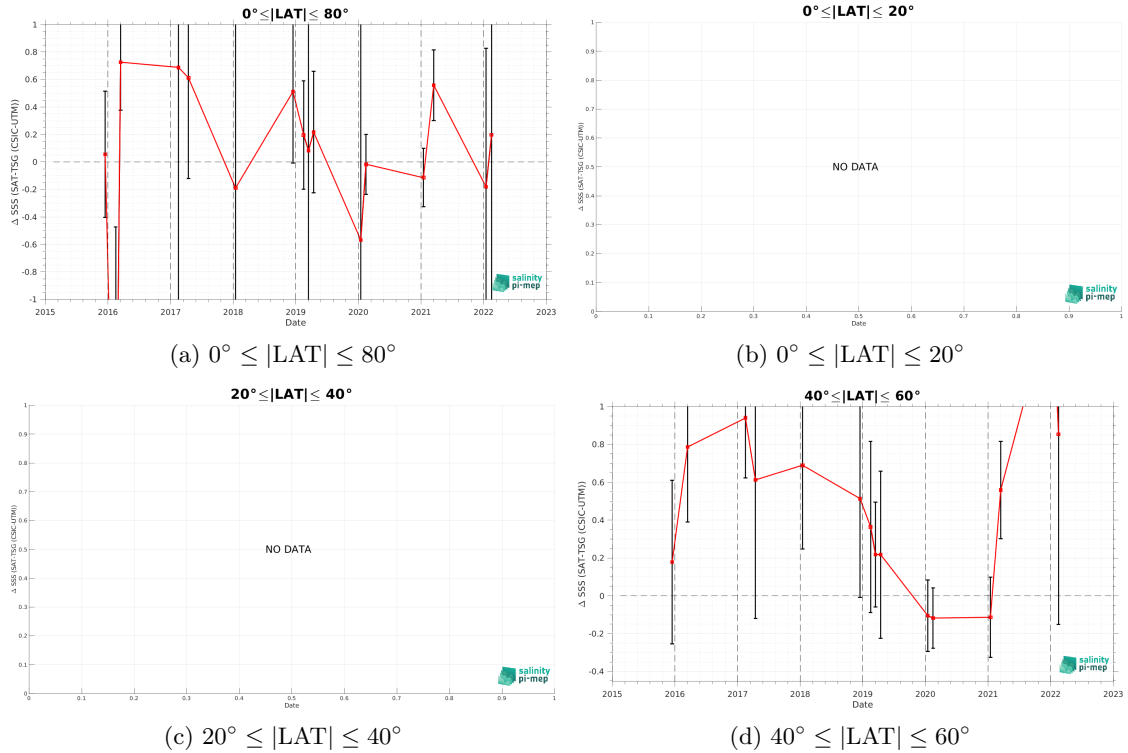 0°≤|LAT|≤ 80°
1
0.8
0.6
0.4
0.2
0
-0.2
-0.4
-0.6
-0.8
-1
Δ SSS (SAT-TSG (CSIC-UTM))
2015 2016 2017 2018 2019 2020 2021 2022 2023
Date
salinity
pi-mep
(a) 0° ≤ |LAT| ≤ 80°
0°≤|LAT|≤ 20°
1
0.9
0.8
0.7
0.6
0.5
0.4
0.3
0.2
0.1
0
Δ SSS (SAT-TSG (CSIC-UTM))
NO DATA
0 0.1 0.2 0.3 0.4 0.5 0.6 0.7 0.8 0.9 1
Date
salinity
pi-mep
(b) 0° ≤ |LAT| ≤ 20°
20°≤|LAT|≤ 40°
1
0.9
0.8
0.7
0.6
0.5
0.4
0.3
0.2
0.1
0
Δ SSS (SAT-TSG (CSIC-UTM))
NO DATA
0 0.1 0.2 0.3 0.4 0.5 0.6 0.7 0.8 0.9 1
Date
salinity
pi-mep
(c) 20° ≤ |LAT| ≤ 40°
40°≤|LAT|≤ 60°
1
0.8
0.6
0.4
0.2
0
-0.2
-0.4
Δ SSS (SAT-TSG (CSIC-UTM))
2015 2016 2017 2018 2019 2020 2021 2022 2023
Date
salinity
pi-mep
(d) 40° ≤ |LAT| ≤ 60°